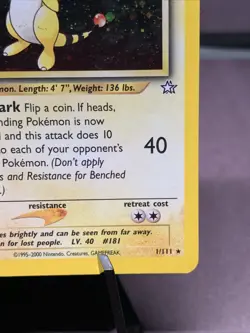 mon. Length: 4' 7", Weight: 136 lbs.
ark Flip a coin. If heads,
nding Pokémon is now
d and this attack does 10
to each of your opponent's
40
Pokémon. (Don't apply
s and Resistance for Benched
.)
resistance
retreat cost
es brightly and can be seen far away.
on for lost people. LV. 40 #181
©1995-2000 Nintendo, Creatures, GAMEFREAK.
1/111 ★